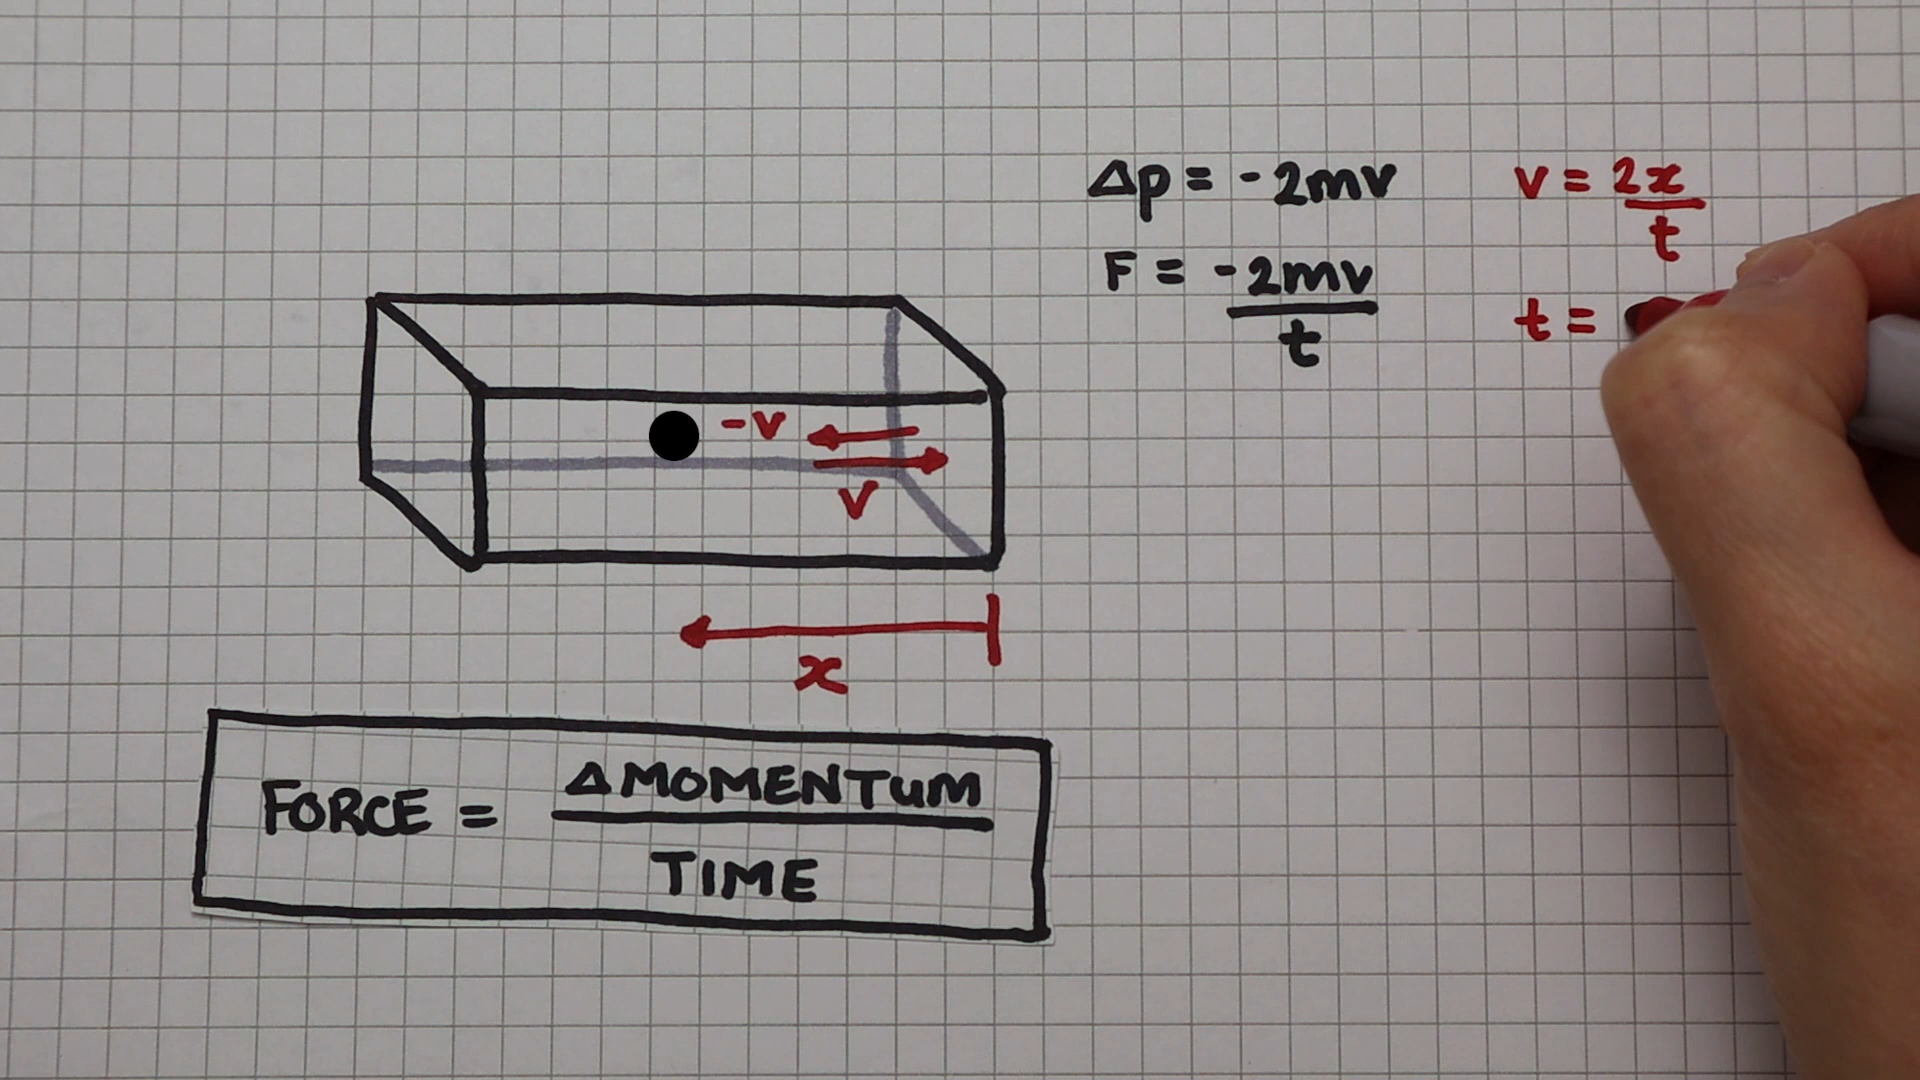 Δp = -2mv
F = -2mv
t
v = 2x
t
t =
-v
v
x
FORCE = ΔMOMENTUM
TIME